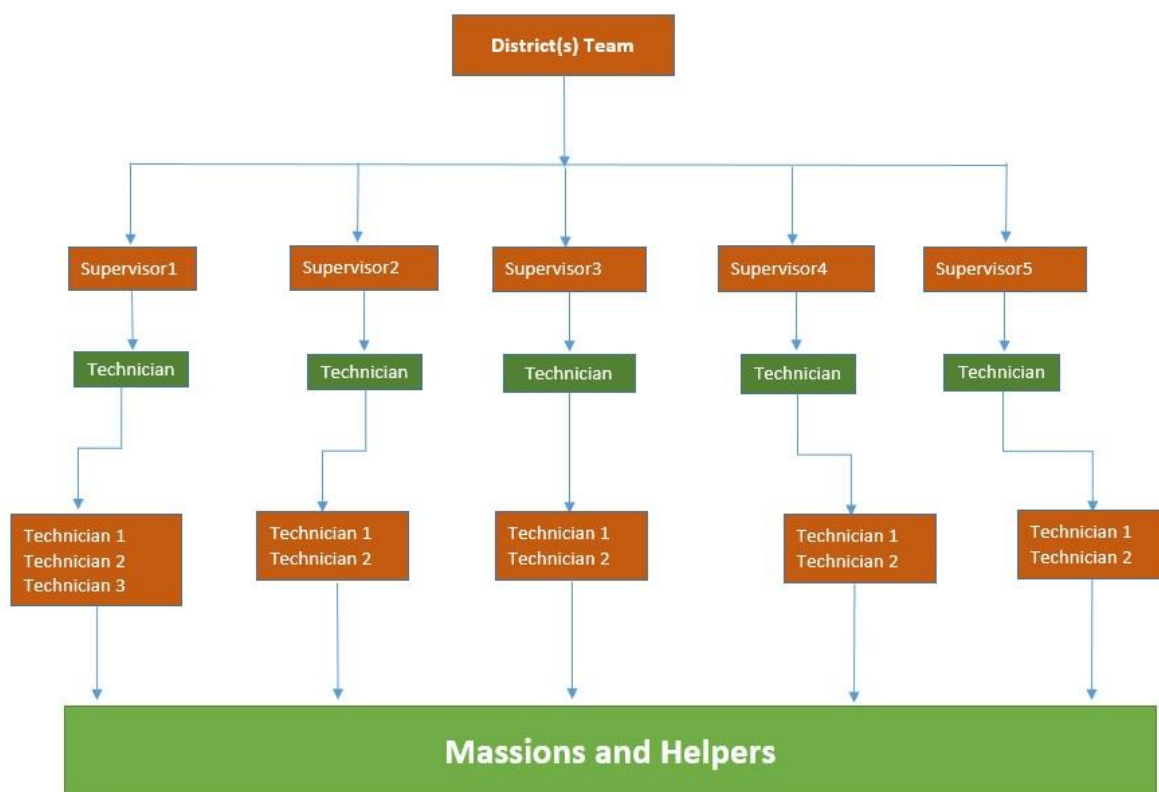 District(s) Team
Supervisor1
Supervisor2
Supervisor3
Supervisor4
Supervisor5
Technician
Technician
Technician
Technician
Technician
Technician 1
Technician 2
Technician 3
Technician 1
Technician 2
Technician 1
Technician 2
Technician 1
Technician 2
Technician 1
Technician 2
Massions and Helpers